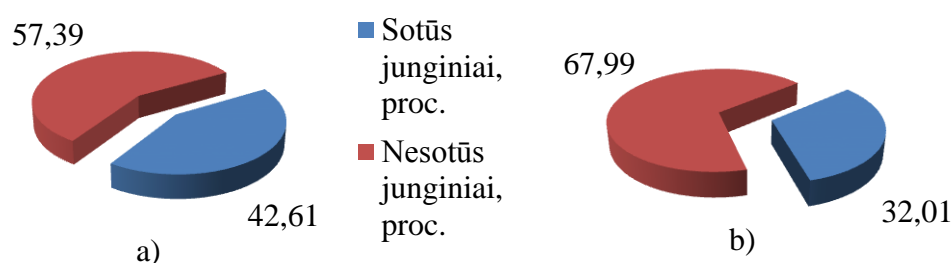 57,39
42,61
a)
Sotūs
junginiai,
proc.
Nesotūs
junginiai,
proc.
67,99
32,01
b)